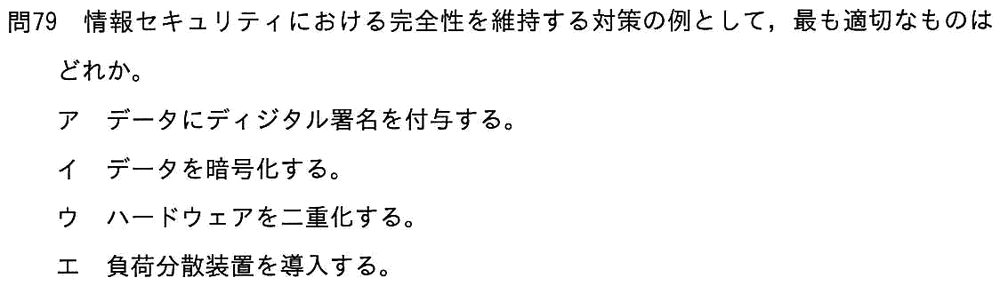 問79 情報セキュリティにおける完全性を維持する対策の例として，最も適切なものは
どれか。
ア データにディジタル署名を付与する。
イ データを暗号化する。
ウ ハードウェアを二重化する。
エ 負荷分散装置を導入する。